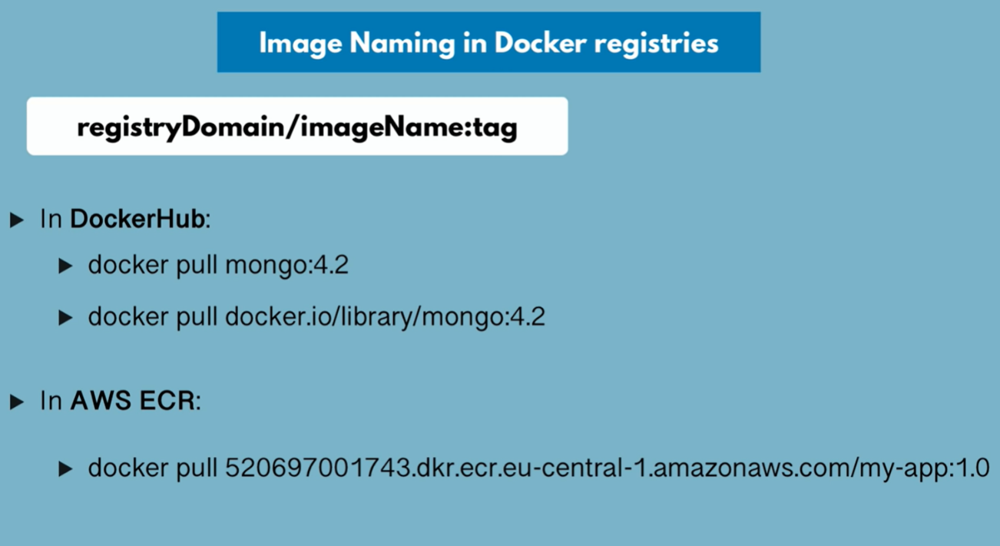 Image Naming in Docker registries
registryDomain/imageName:tag
In DockerHub:
docker pull mongo:4.2
docker pull docker.io/library/mongo:4.2
In AWS ECR:
docker pull 520697001743.dkr.ecr.eu-central-1.amazonaws.com/my-app:1.0